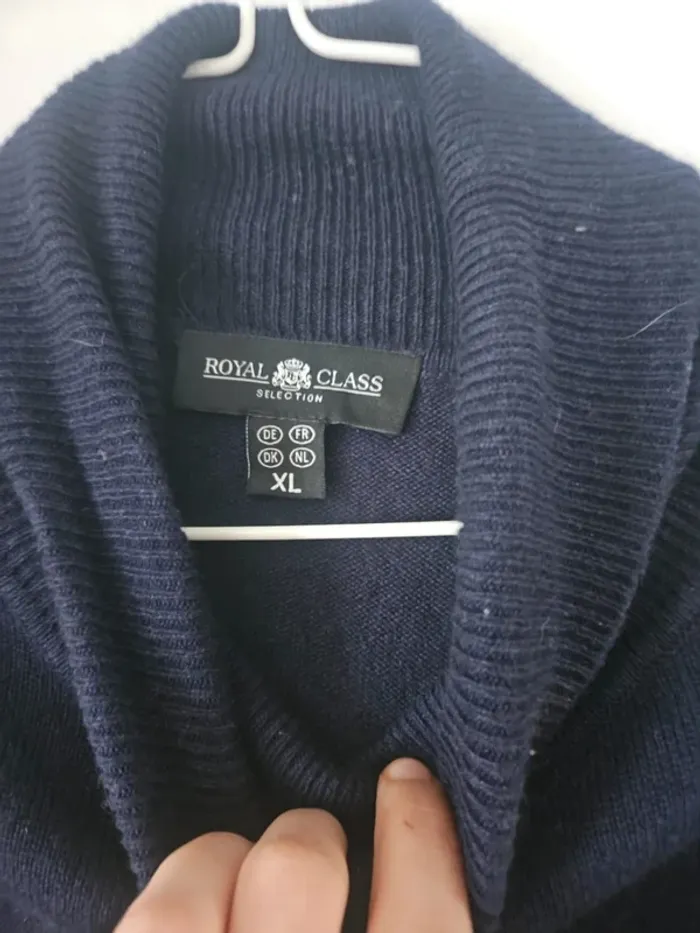 ROYAL CLASS
SELECTION
DE FR
DK NL
XL